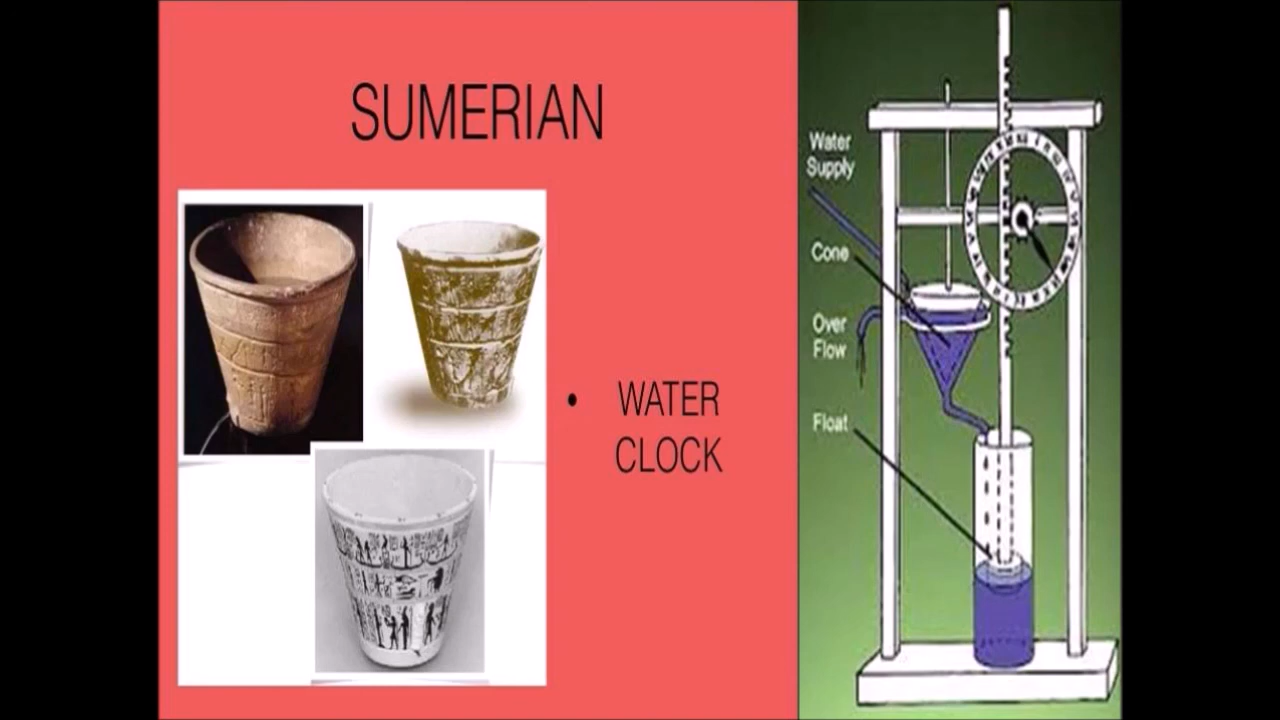 SUMERIAN
• WATER
CLOCK
Water
Supply
Cone
Over
Flow
Float